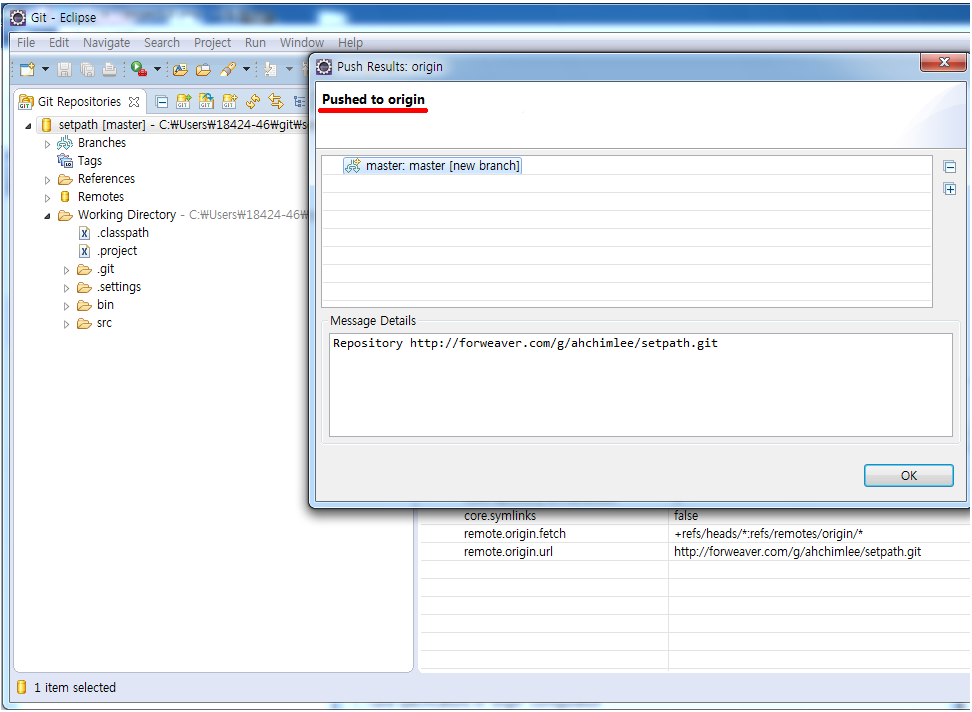 Git - Eclipse
File Edit Navigate Search Project Run Window Help
Git Repositories
setpath [master] - C:₩Users₩18424-46₩git₩s
Branches
Tags
References
Remotes
Working Directory - C:₩Users₩18424-46₩
.classpath
.project
.git
.settings
bin
src
Push Results: origin
Pushed to origin
master: master [new branch]
Message Details
Repository http://forweaver.com/g/ahchimlee/setpath.git
OK
core.symlinks false
remote.origin.fetch +refs/heads/*:refs/remotes/origin/*
remote.origin.url http://forweaver.com/g/ahchimlee/setpath.git
1 item selected